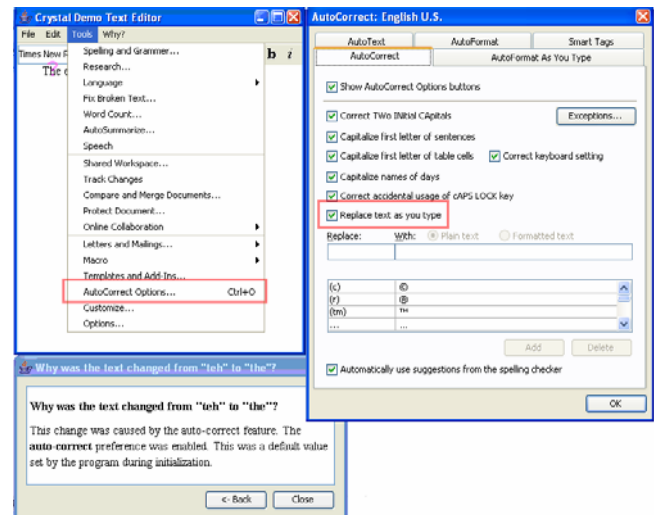 Crystal Demo Text Editor
File Edit Tools Why?
Times New R
b i
The c
?
Spelling and Grammer...
Research...
Language
Fix Broken Text...
Word Count...
AutoSummarize...
Speech
Shared Workspace...
Track Changes
Compare and Merge Documents...
Protect Document...
Online Collaboration
Letters and Mailings...
Macro
Templates and Add-Ins...
AutoCorrect Options... Ctrl+O
Customize...
Options...
AutoCorrect: English U.S.
AutoText AutoFormat Smart Tags
AutoCorrect AutoFormat As You Type
Show AutoCorrect Options buttons
Correct TWo INitial CApitals Exceptions...
Capitalize first letter of sentences
Capitalize first letter of table cells Correct keyboard setting
Capitalize names of days
Correct accidental usage of cAPS LOCK key
Replace text as you type
Replace: With: Plain text Formatted text
(c) ©
(r) ®
(tm) ™
... ...
Add Delete
Automatically use suggestions from the spelling checker
OK
Why was the text changed from "teh" to "the"?
Why was the text changed from "teh" to "the"?
This change was caused by the auto-correct feature. The
auto-correct preference was enabled. This was a default value
set by the program during initialization.
<- Back Close